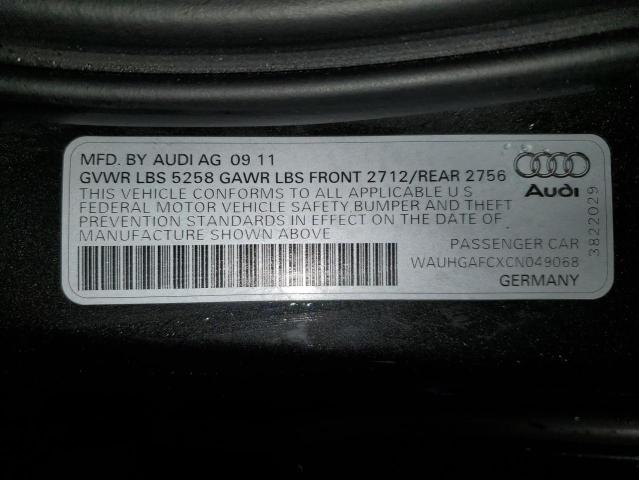 MFD. BY AUDI AG 09 11
GVWR LBS 5258 GAWR LBS FRONT 2712/REAR 2756
THIS VEHICLE CONFORMS TO ALL APPLICABLE U S
FEDERAL MOTOR VEHICLE SAFETY,BUMPER AND THEFT
PREVENTION STANDARDS IN EFFECT ON THE DATE OF
MANUFACTURE SHOWN ABOVE
PASSENGER CAR
WAUHGAFCXCN049068
GERMANY
Audi
3822029